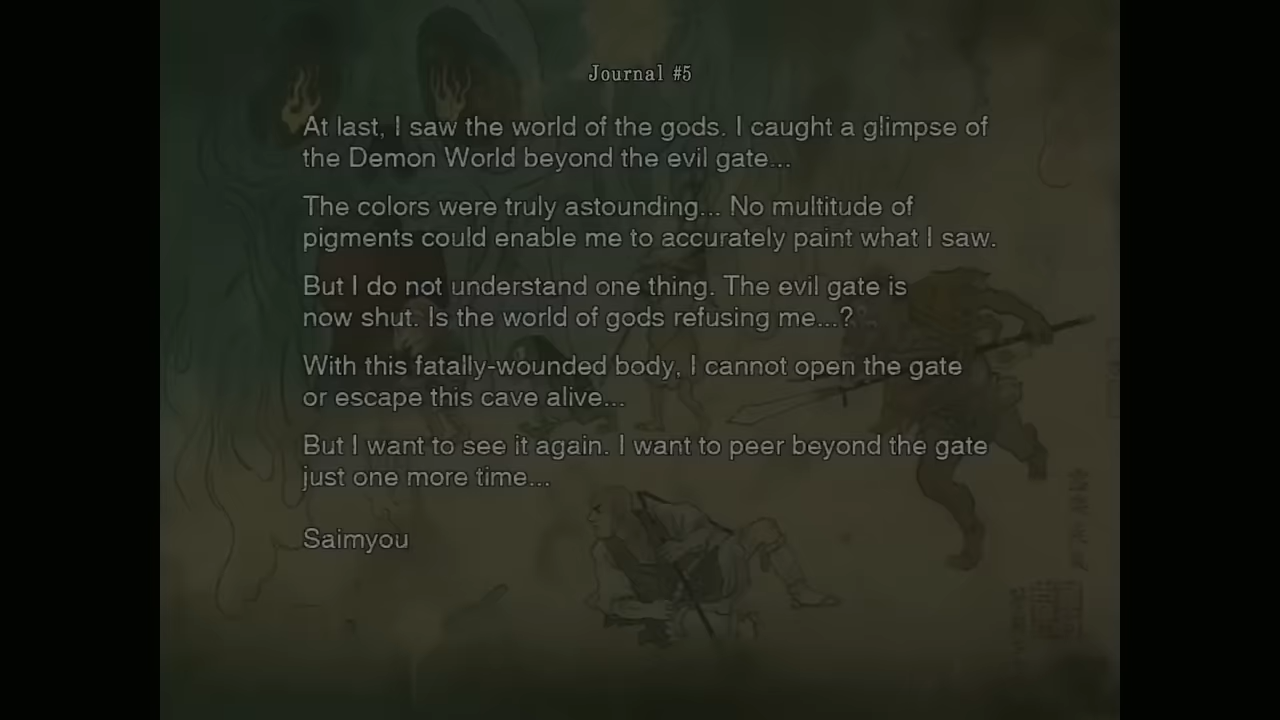 Journal #5
At last, I saw the world of the gods. I caught a glimpse of
the Demon World beyond the evil gate...
The colors were truly astounding... No multitude of
pigments could enable me to accurately paint what I saw.
But I do not understand one thing. The evil gate is
now shut. Is the world of gods refusing me...?
With this fatally-wounded body, I cannot open the gate
or escape this cave alive...
But I want to see it again. I want to peer beyond the gate
just one more time...
Saimyou